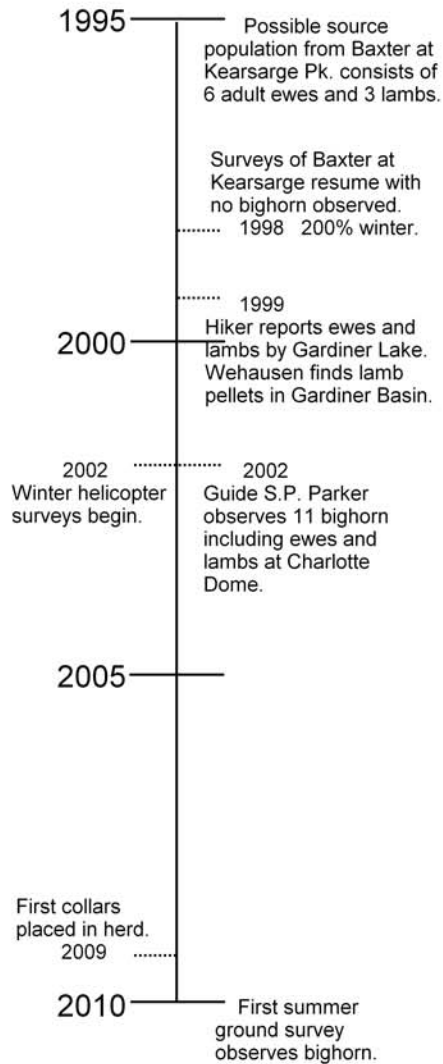 1995
Possible source
population from Baxter at
Kearsarge Pk. consists of
6 adult ewes and 3 lambs.
Surveys of Baxter at
Kearsarge resume with
no bighorn observed.
1998 200% winter.
1999
Hiker reports ewes and
lambs by Gardiner Lake.
Wehausen finds lamb
pellets in Gardiner Basin.
2000
2002
Winter helicopter
surveys begin.
2002
Guide S.P. Parker
observes 11 bighorn
including ewes and
lambs at Charlotte
Dome.
2005
First collars
placed in herd.
2009
2010
First summer
ground survey
observes bighorn.